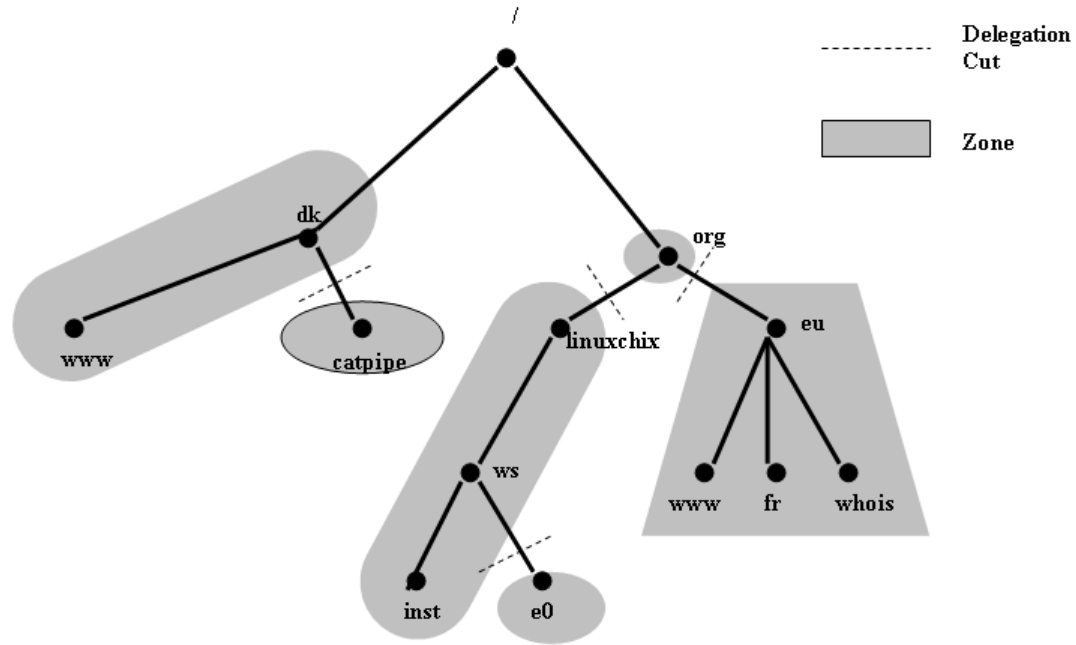 /
Delegation
Cut
Zone
dk
org
www
catpipe
linuxchix
eu
ws
www
fr
whois
inst
e0